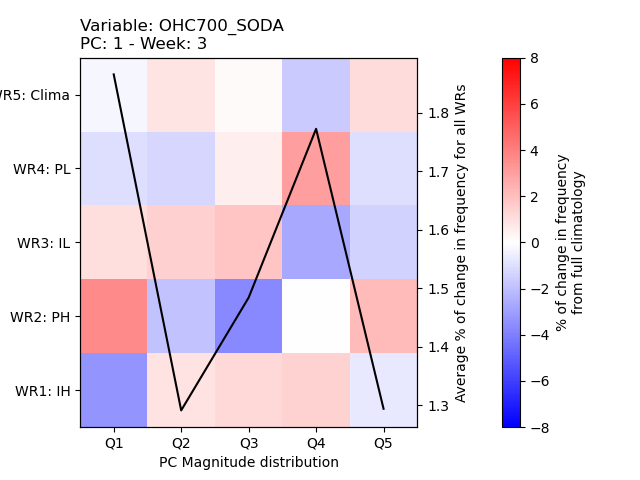 Variable: OHC700_SODA
PC: 1 - Week: 3
WR5: Clima
WR4: PL
WR3: IL
WR2: PH
WR1: IH
Q1 Q2 Q3 Q4 Q5
PC Magnitude distribution
1.8
1.7
1.6
1.5
1.4
1.3
Average % of change in frequency for all WRs
8
6
4
2
0
−2
−4
−6
−8
% of change in frequency
from full climatology